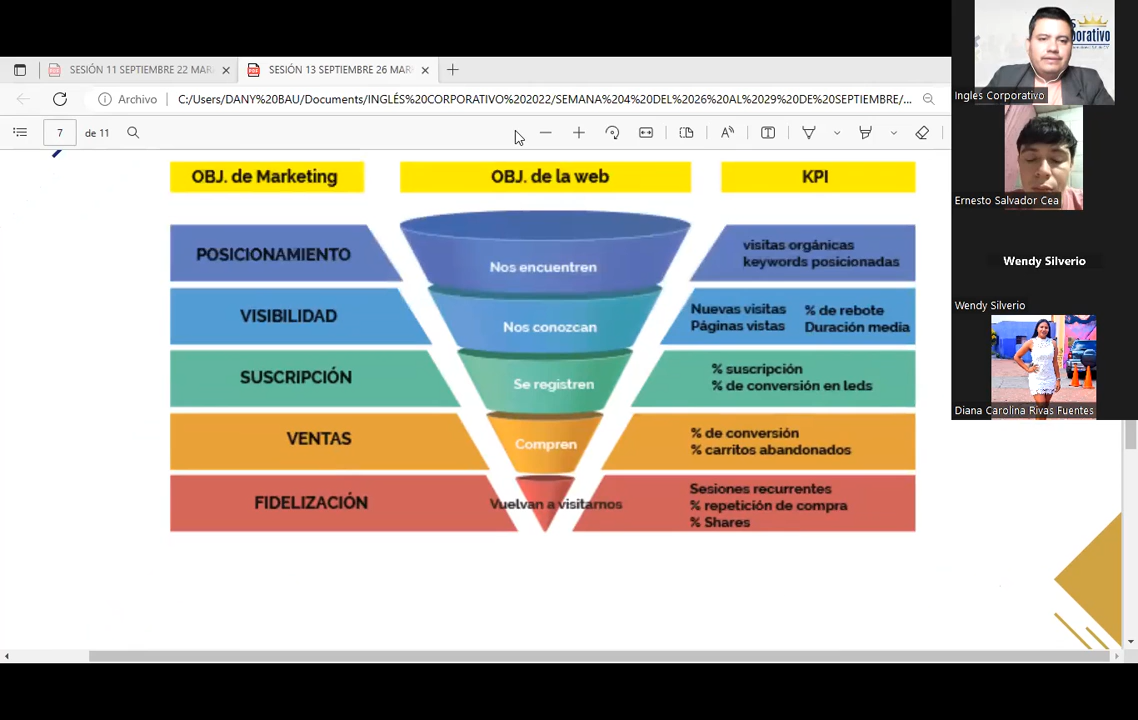 SESIÓN 11 SEPTIEMBRE 22 MAR
SESIÓN 13 SEPTIEMBRE 26 MAR
Archivo
C:/Users/DANY%20BAU/Documents/INGLÉS%20CORPORATIVO%202022/SEMANA%204%20DEL%2026%20AL%2029%20DE%20SEPTIEMBRE/...
7
de 11
OBJ. de Marketing
OBJ. de la web
KPI
POSICIONAMIENTO
Nos encuentren
visitas orgánicas
keywords posicionadas
VISIBILIDAD
Nos conozcan
Nuevas visitas
Páginas vistas
% de rebote
Duración media
SUSCRIPCIÓN
Se registren
% suscripción
% de conversión en leds
VENTAS
Compren
% de conversión
% carritos abandonados
FIDELIZACIÓN
Vuelvan a visitarnos
Sesiones recurrentes
% repetición de compra
% Shares
Inglés Corporativo
Ernesto Salvador Cea
Wendy Silverio
Wendy Silverio
Diana Carolina Rivas Fuentes